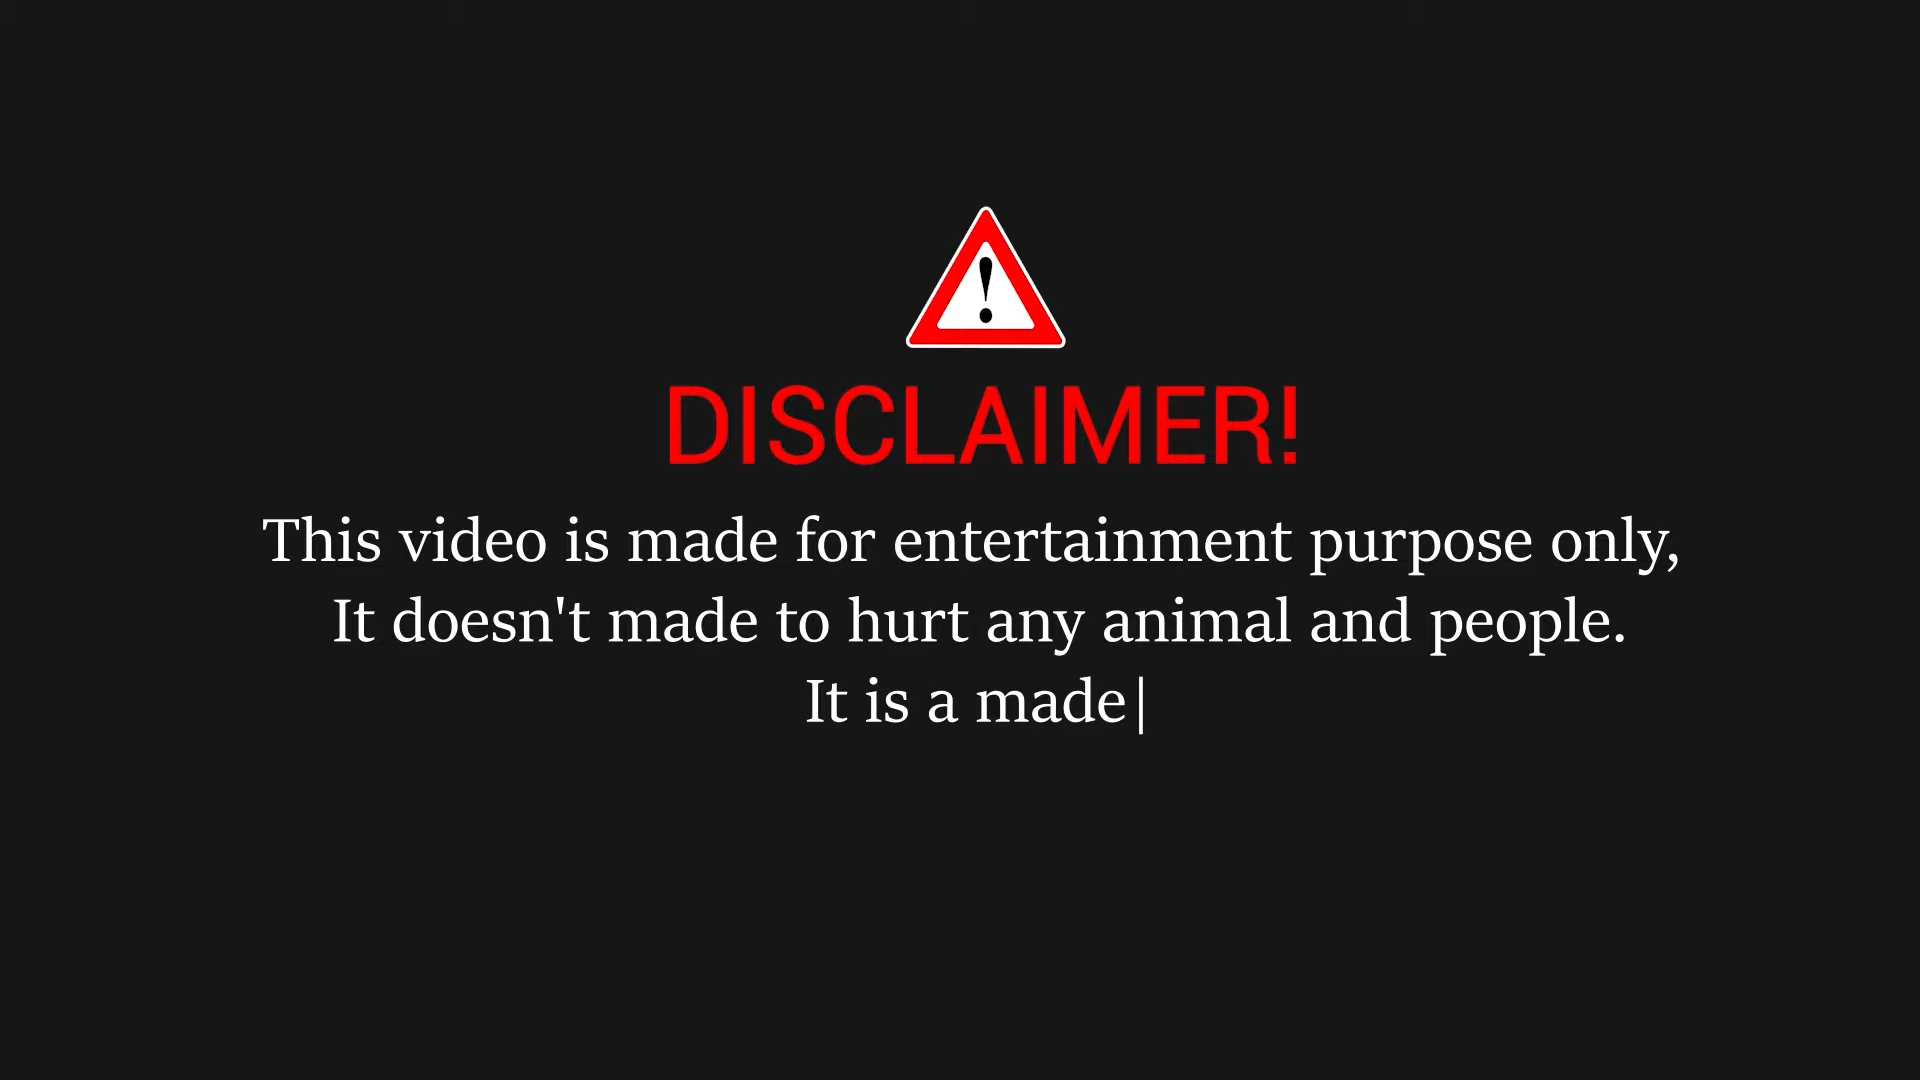 DISCLAIMER!
This video is made for entertainment purpose only,
It doesn't made to hurt any animal and people.
It is a made|